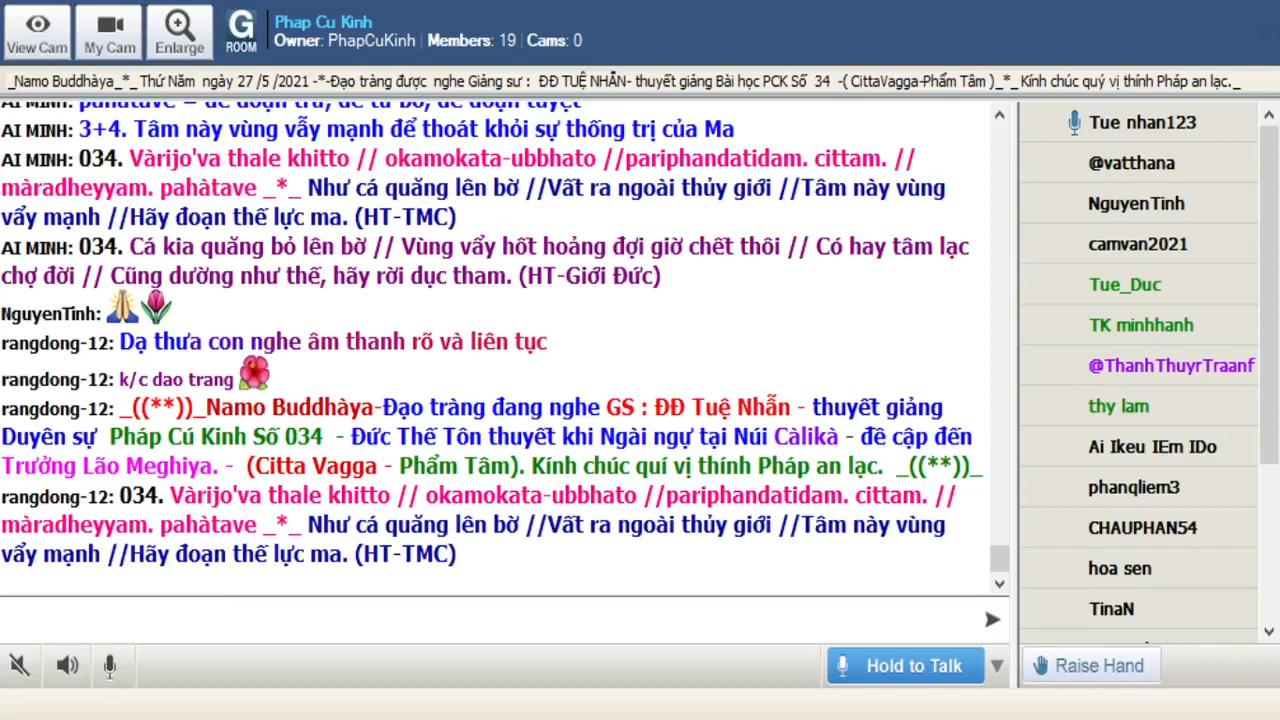 View Cam
My Cam
Enlarge
G
ROOM
Phap Cu Kinh
Owner: PhapCuKinh | Members: 19 | Cams: 0
_Namo Buddhàya_*_ Thứ Năm ngày 27 /5 /2021 -*-Đạo tràng được nghe Giảng sư : ĐĐ TUỆ NHẪN- thuyết giảng Bài học PCK Số 34 -( CittaVagga-Phẩm Tâm )_*_ Kính chúc quý vị thính Pháp an lạc._
AI MINH: pahàtave = để đoạn trừ, để từ bỏ, để đoạn tuyệt
AI MINH: 3+4. Tâm này vùng vẫy mạnh để thoát khỏi sự thống trị của Ma
AI MINH: 034. Vàrijo'va thale khitto // okamokata-ubbhato //pariphandatidam. cittam. //
màradheyyam. pahàtave _*_ Như cá quăng lên bờ //Vất ra ngoài thủy giới //Tâm này vùng
vẩy mạnh //Hãy đoạn thế lực ma. (HT-TMC)
AI MINH: 034. Cá kia quăng bỏ lên bờ // Vùng vẩy hốt hoảng đợi giờ chết thôi // Có hay tâm lạc
chợ đời // Cũng dường như thế, hãy rời dục tham. (HT-Giới Đức)
NguyenTinh:
rangdong-12: Dạ thưa con nghe âm thanh rõ và liên tục
rangdong-12: k/c dao trang
rangdong-12: _((**))_Namo Buddhàya-Đạo tràng đang nghe GS : ĐĐ Tuệ Nhẫn - thuyết giảng
Duyên sự Pháp Cú Kinh Số 034 - Đức Thế Tôn thuyết khi Ngài ngự tại Núi Càlikà - đề cập đến
Trưởng Lão Meghiya. - (Citta Vagga - Phẩm Tâm). Kính chúc quí vị thính Pháp an lạc. _((**))_
rangdong-12: 034. Vàrijo'va thale khitto // okamokata-ubbhato //pariphandatidam. cittam. //
màradheyyam. pahàtave _*_ Như cá quăng lên bờ //Vất ra ngoài thủy giới //Tâm này vùng
vẩy mạnh //Hãy đoạn thế lực ma. (HT-TMC)
Hold to Talk
Tue nhan123
@vatthana
NguyenTinh
camvan2021
Tue_Duc
TK minhhanh
@ThanhThuyrTraanf
thy lam
Ai Ikeu IEm IDo
phanqliem3
CHAUPHAN54
hoa sen
TinaN
Raise Hand